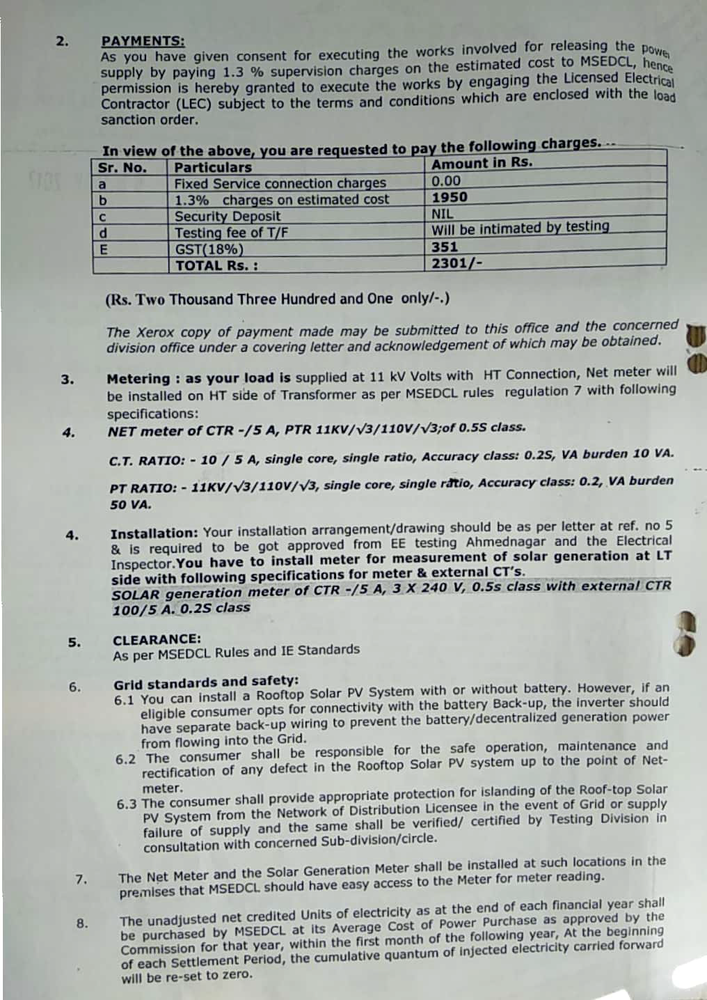 2. PAYMENTS:
As you have given consent for executing the works involved for releasing the power
supply by paying 1.3 % supervision charges on the estimated cost to MSEDCL, hence
permission is hereby granted to execute the works by engaging the Licensed Electrical
Contractor (LEC) subject to the terms and conditions which are enclosed with the load
sanction order.
In view of the above, you are requested to pay the following charges.
Sr. No. Particulars Amount in Rs.
a Fixed Service connection charges 0.00
b 1.3% charges on estimated cost 1950
c Security Deposit NIL
d Testing fee of T/F Will be intimated by testing
E GST(18%) 351
TOTAL Rs. : 2301/-
(Rs. Two Thousand Three Hundred and One only/-.)
The Xerox copy of payment made may be submitted to this office and the concerned
division office under a covering letter and acknowledgement of which may be obtained.
3. Metering : as your load is supplied at 11 kV Volts with HT Connection, Net meter will
be installed on HT side of Transformer as per MSEDCL rules regulation 7 with following
specifications:
4. NET meter of CTR -/5 A, PTR 11KV/√3/110V/√3;of 0.5S class.
C.T. RATIO: - 10 / 5 A, single core, single ratio, Accuracy class: 0.2S, VA burden 10 VA.
PT RATIO: - 11KV/√3/110V/√3, single core, single ratio, Accuracy class: 0.2, VA burden
50 VA.
4. Installation: Your installation arrangement/drawing should be as per letter at ref. no 5
& is required to be got approved from EE testing Ahmednagar and the Electrical
Inspector.You have to install meter for measurement of solar generation at LT
side with following specifications for meter & external CT's.
SOLAR generation meter of CTR -/5 A, 3 X 240 V, 0.5s class with external CTR
100/5 A. 0.2S class
5. CLEARANCE:
As per MSEDCL Rules and IE Standards
6. Grid standards and safety:
6.1 You can install a Rooftop Solar PV System with or without battery. However, if an
eligible consumer opts for connectivity with the battery Back-up, the inverter should
have separate back-up wiring to prevent the battery/decentralized generation power
from flowing into the Grid.
6.2 The consumer shall be responsible for the safe operation, maintenance and
rectification of any defect in the Rooftop Solar PV system up to the point of Net-
meter.
6.3 The consumer shall provide appropriate protection for islanding of the Roof-top Solar
PV System from the Network of Distribution Licensee in the event of Grid or supply
failure of supply and the same shall be verified/ certified by Testing Division in
consultation with concerned Sub-division/circle.
7. The Net Meter and the Solar Generation Meter shall be installed at such locations in the
premises that MSEDCL should have easy access to the Meter for meter reading.
8. The unadjusted net credited Units of electricity as at the end of each financial year shall
be purchased by MSEDCL at its Average Cost of Power Purchase as approved by the
Commission for that year, within the first month of the following year, At the beginning
of each Settlement Period, the cumulative quantum of injected electricity carried forward
will be re-set to zero.